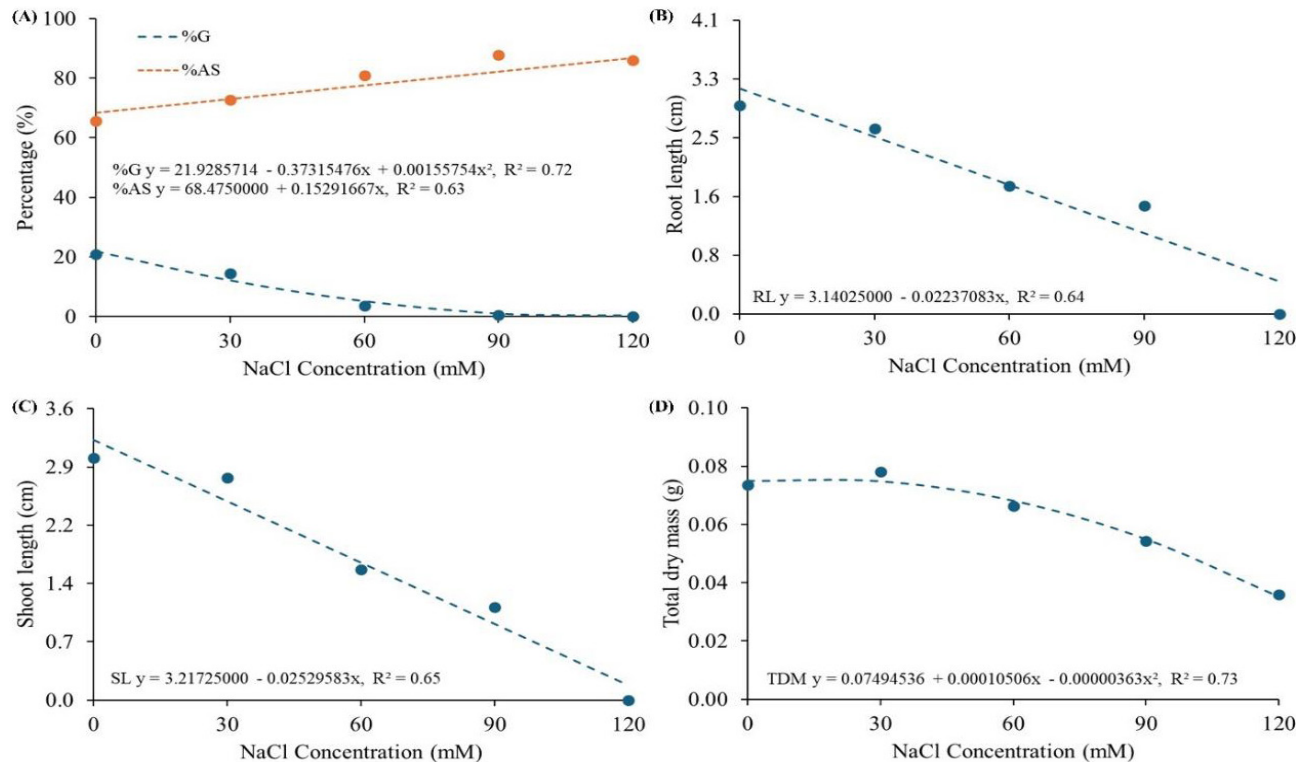 (A)
100
80
60
40
20
0
Percentage (%)
%G
%AS
%G y = 21.9285714 - 0.37315476x + 0.00155754x², R² = 0.72
%AS y = 68.4750000 + 0.15291667x, R² = 0.63
0 30 60 90 120
NaCl Concentration (mM)
(B)
4.1
3.3
2.5
1.6
0.8
0.0
Root length (cm)
RL y = 3.14025000 - 0.02237083x, R² = 0.64
0 30 60 90 120
NaCl Concentration (mM)
(C)
3.6
2.9
2.2
1.4
0.7
0.0
Shoot length (cm)
SL y = 3.21725000 - 0.02529583x, R² = 0.65
0 30 60 90 120
NaCl Concentration (mM)
(D)
0.10
0.08
0.06
0.04
0.02
0.00
Total dry mass (g)
TDM y = 0.07494536 + 0.00010506x - 0.00000363x², R² = 0.73
0 30 60 90 120
NaCl Concentration (mM)